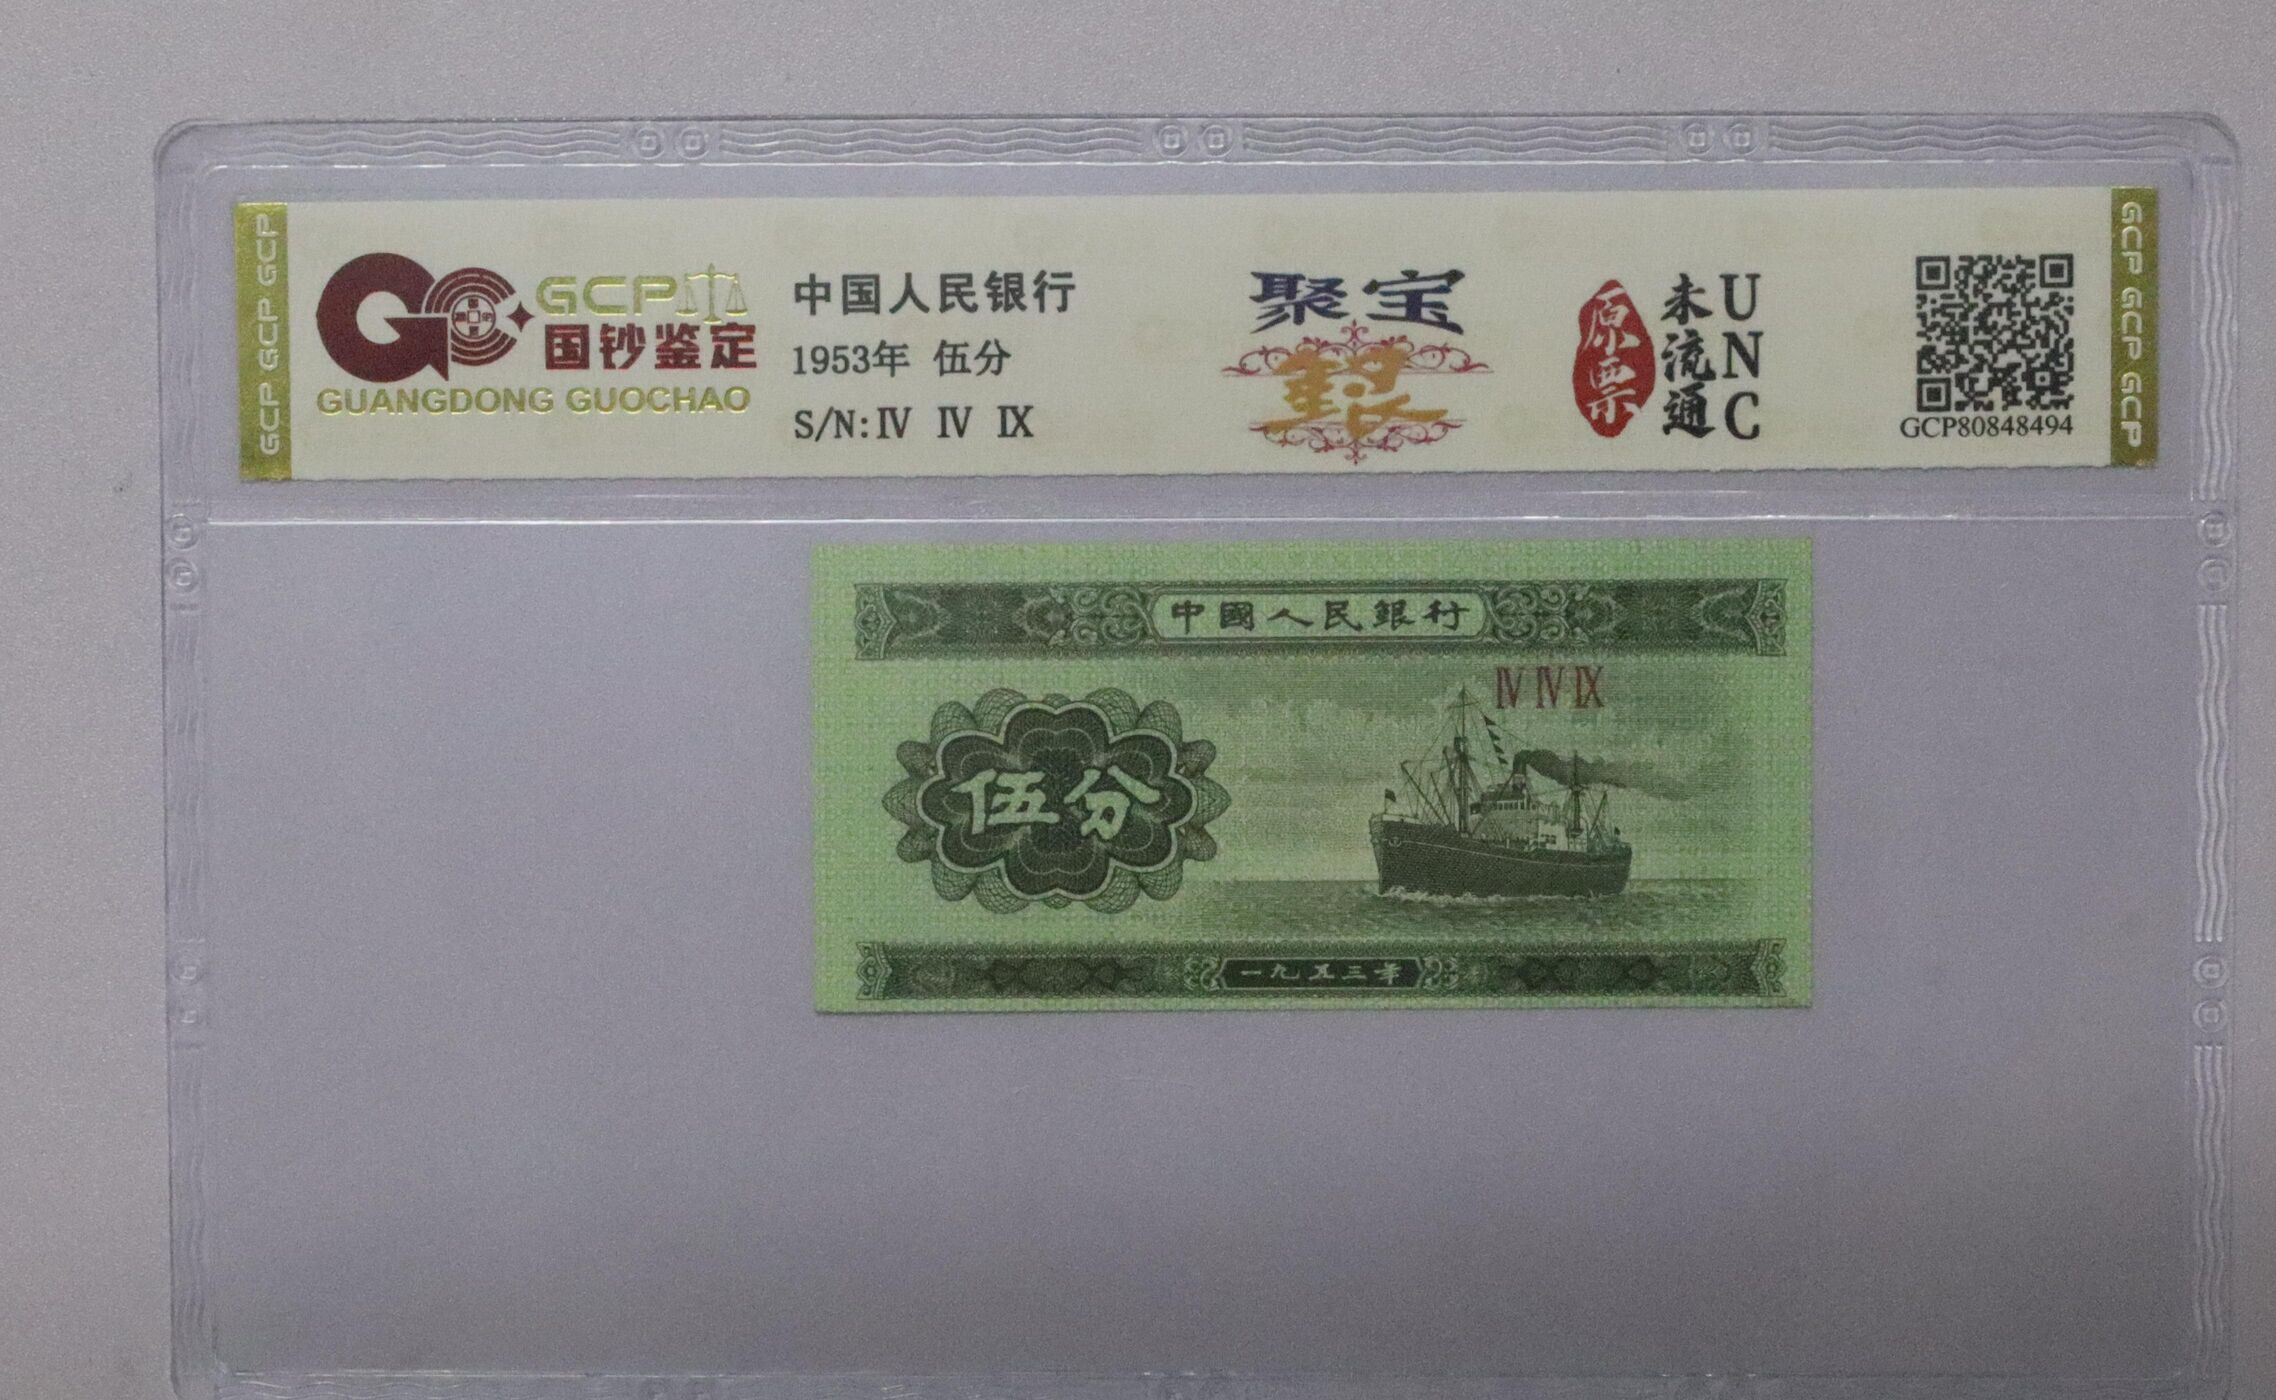 GCP GCP GCP
GCP
国钞鉴定
GUANGDONG GUOCHAO
中国人民银行
1953年 伍分
S/N:Ⅳ Ⅳ Ⅸ
聚宝
原票
未流通
UNC
GCP80848494
GCP GCP GCP
中國人民銀行
Ⅳ Ⅳ Ⅸ
伍分
一九五三年